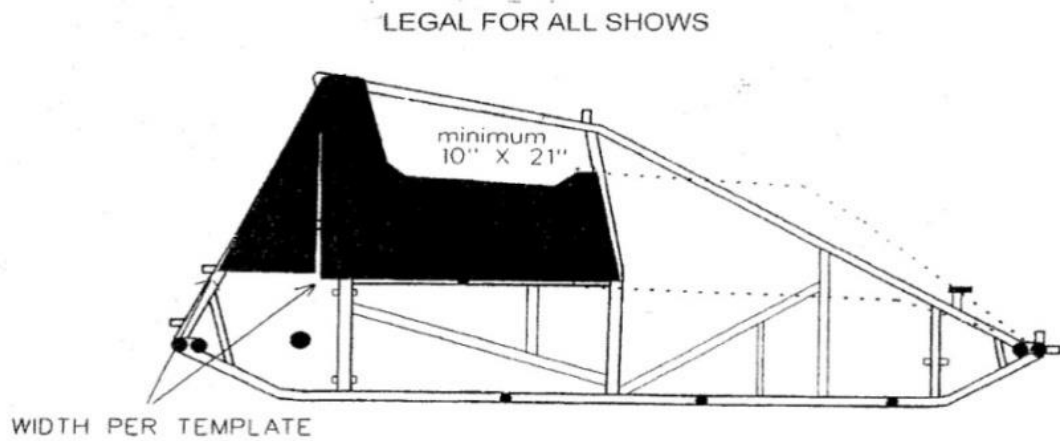 LEGAL FOR ALL SHOWS
minimum
10" X 21"
WIDTH PER TEMPLATE